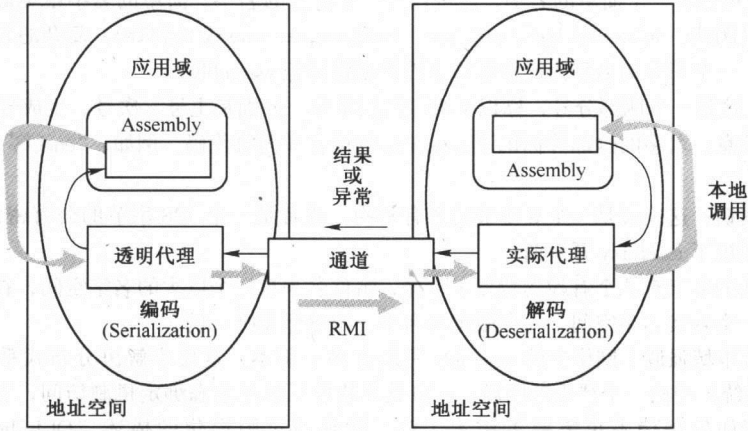 应用域
Assembly
透明代理
编码
(Serialization)
地址空间
结果
或
异常
通道
RMI
应用域
Assembly
实际代理
解码
(Deserializafion)
地址空间
本地
调用